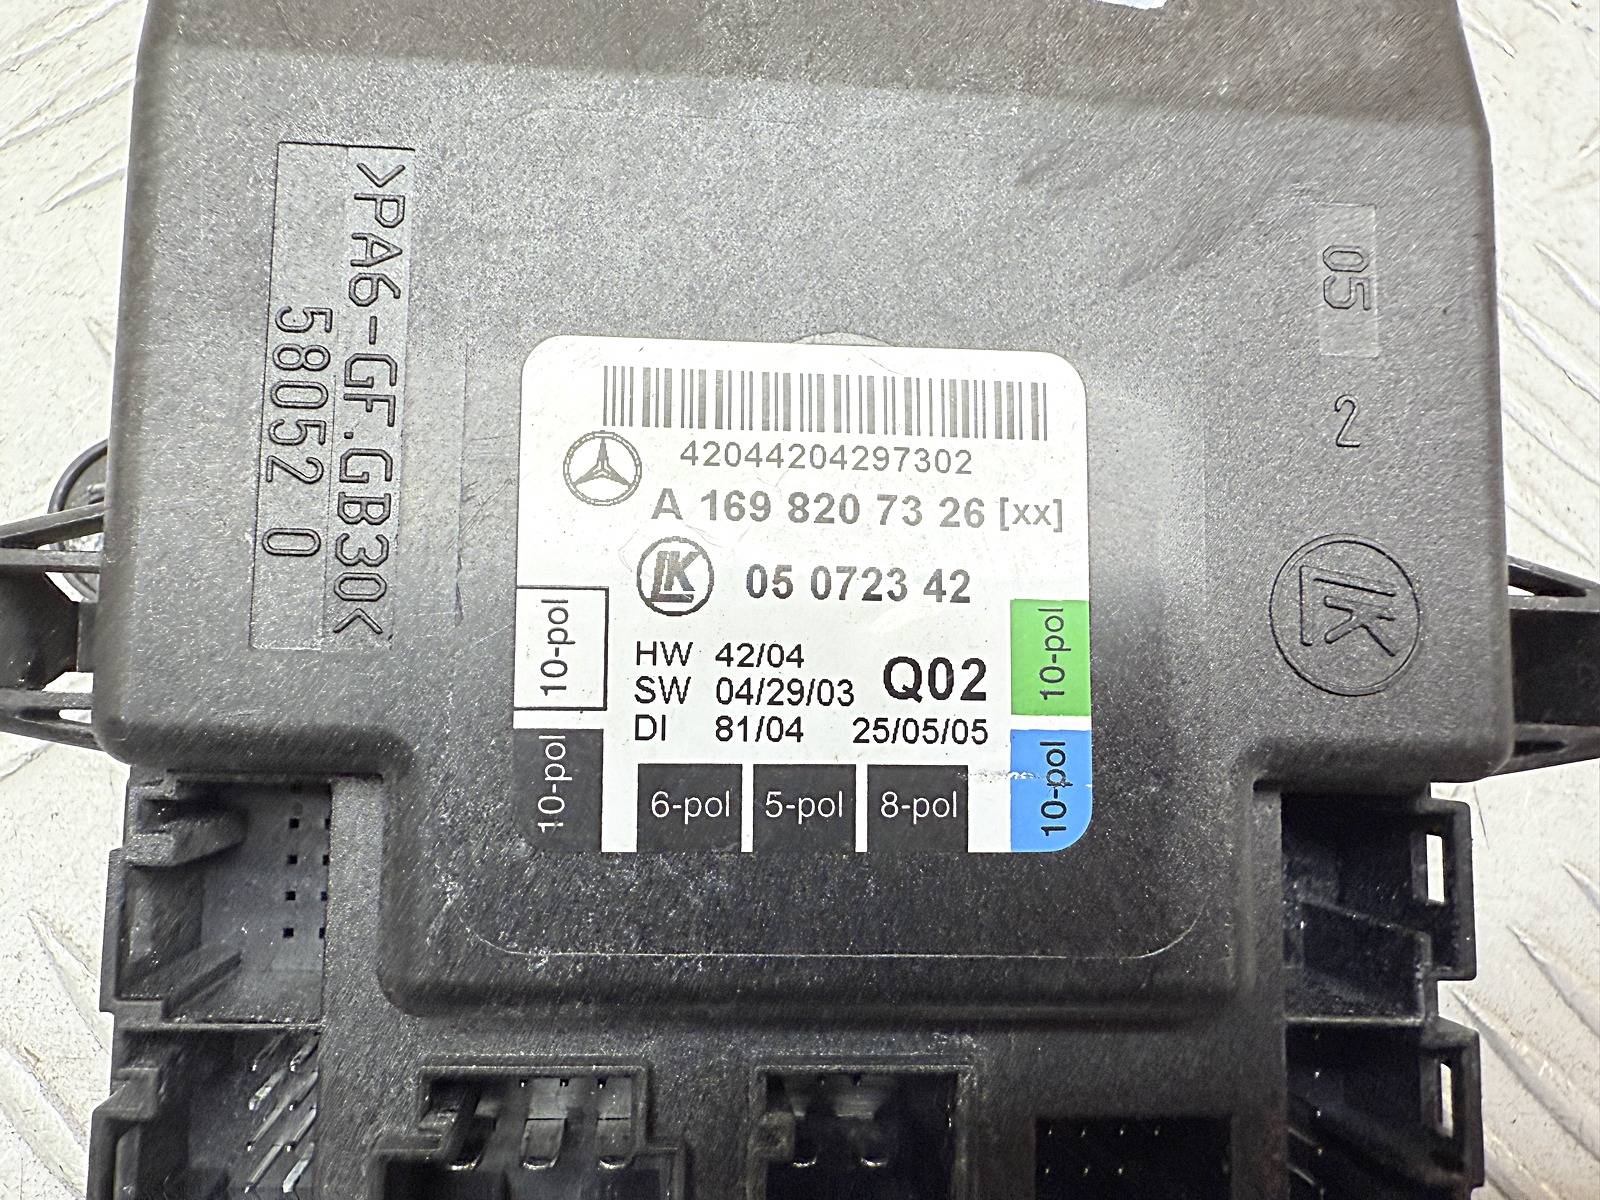 >PA6-GF.GB30<
58052 0
05
2
LK
42044204297302
A 169 820 73 26 [xx]
LK 05 0723 42
HW 42/04
SW 04/29/03 Q02
DI 81/04 25/05/05
10-pol
10-pol
6-pol 5-pol 8-pol
10-pol
10-pol